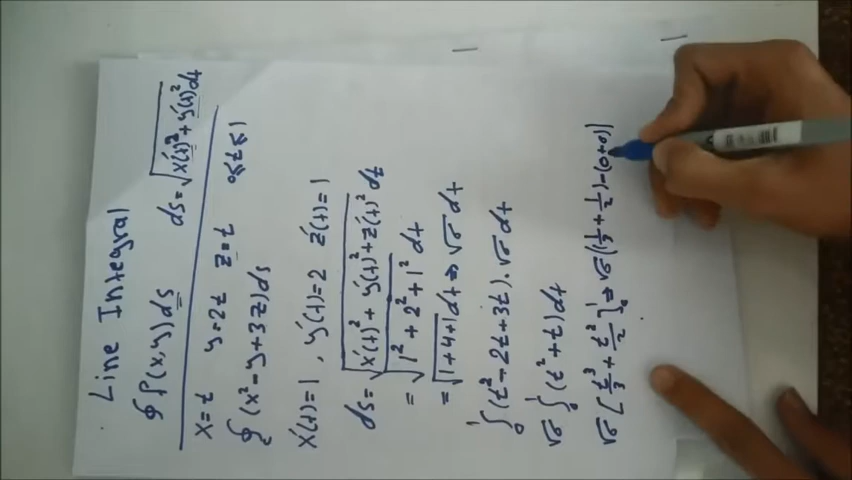 Line Integral
∮ f(x,y)ds ds=√x'(t)²+y'(t)² dt
x=t y=2t z=t 0≤t≤1
∮c (x²-y+3z)ds
x'(t)=1, y'(t)=2 z'(t)=1
ds=√x'(t)²+y'(t)²+z'(t)² dt
=√1²+2²+1² dt
=√1+4+1 dt ⇒ √6 dt
∫₀¹(t²-2t+3t).√6 dt
√6 ∫₀¹(t²+t)dt
√6 [t³/3+t²/2]₀¹ ⇒ √6((1/3+1/2)-(0+0))